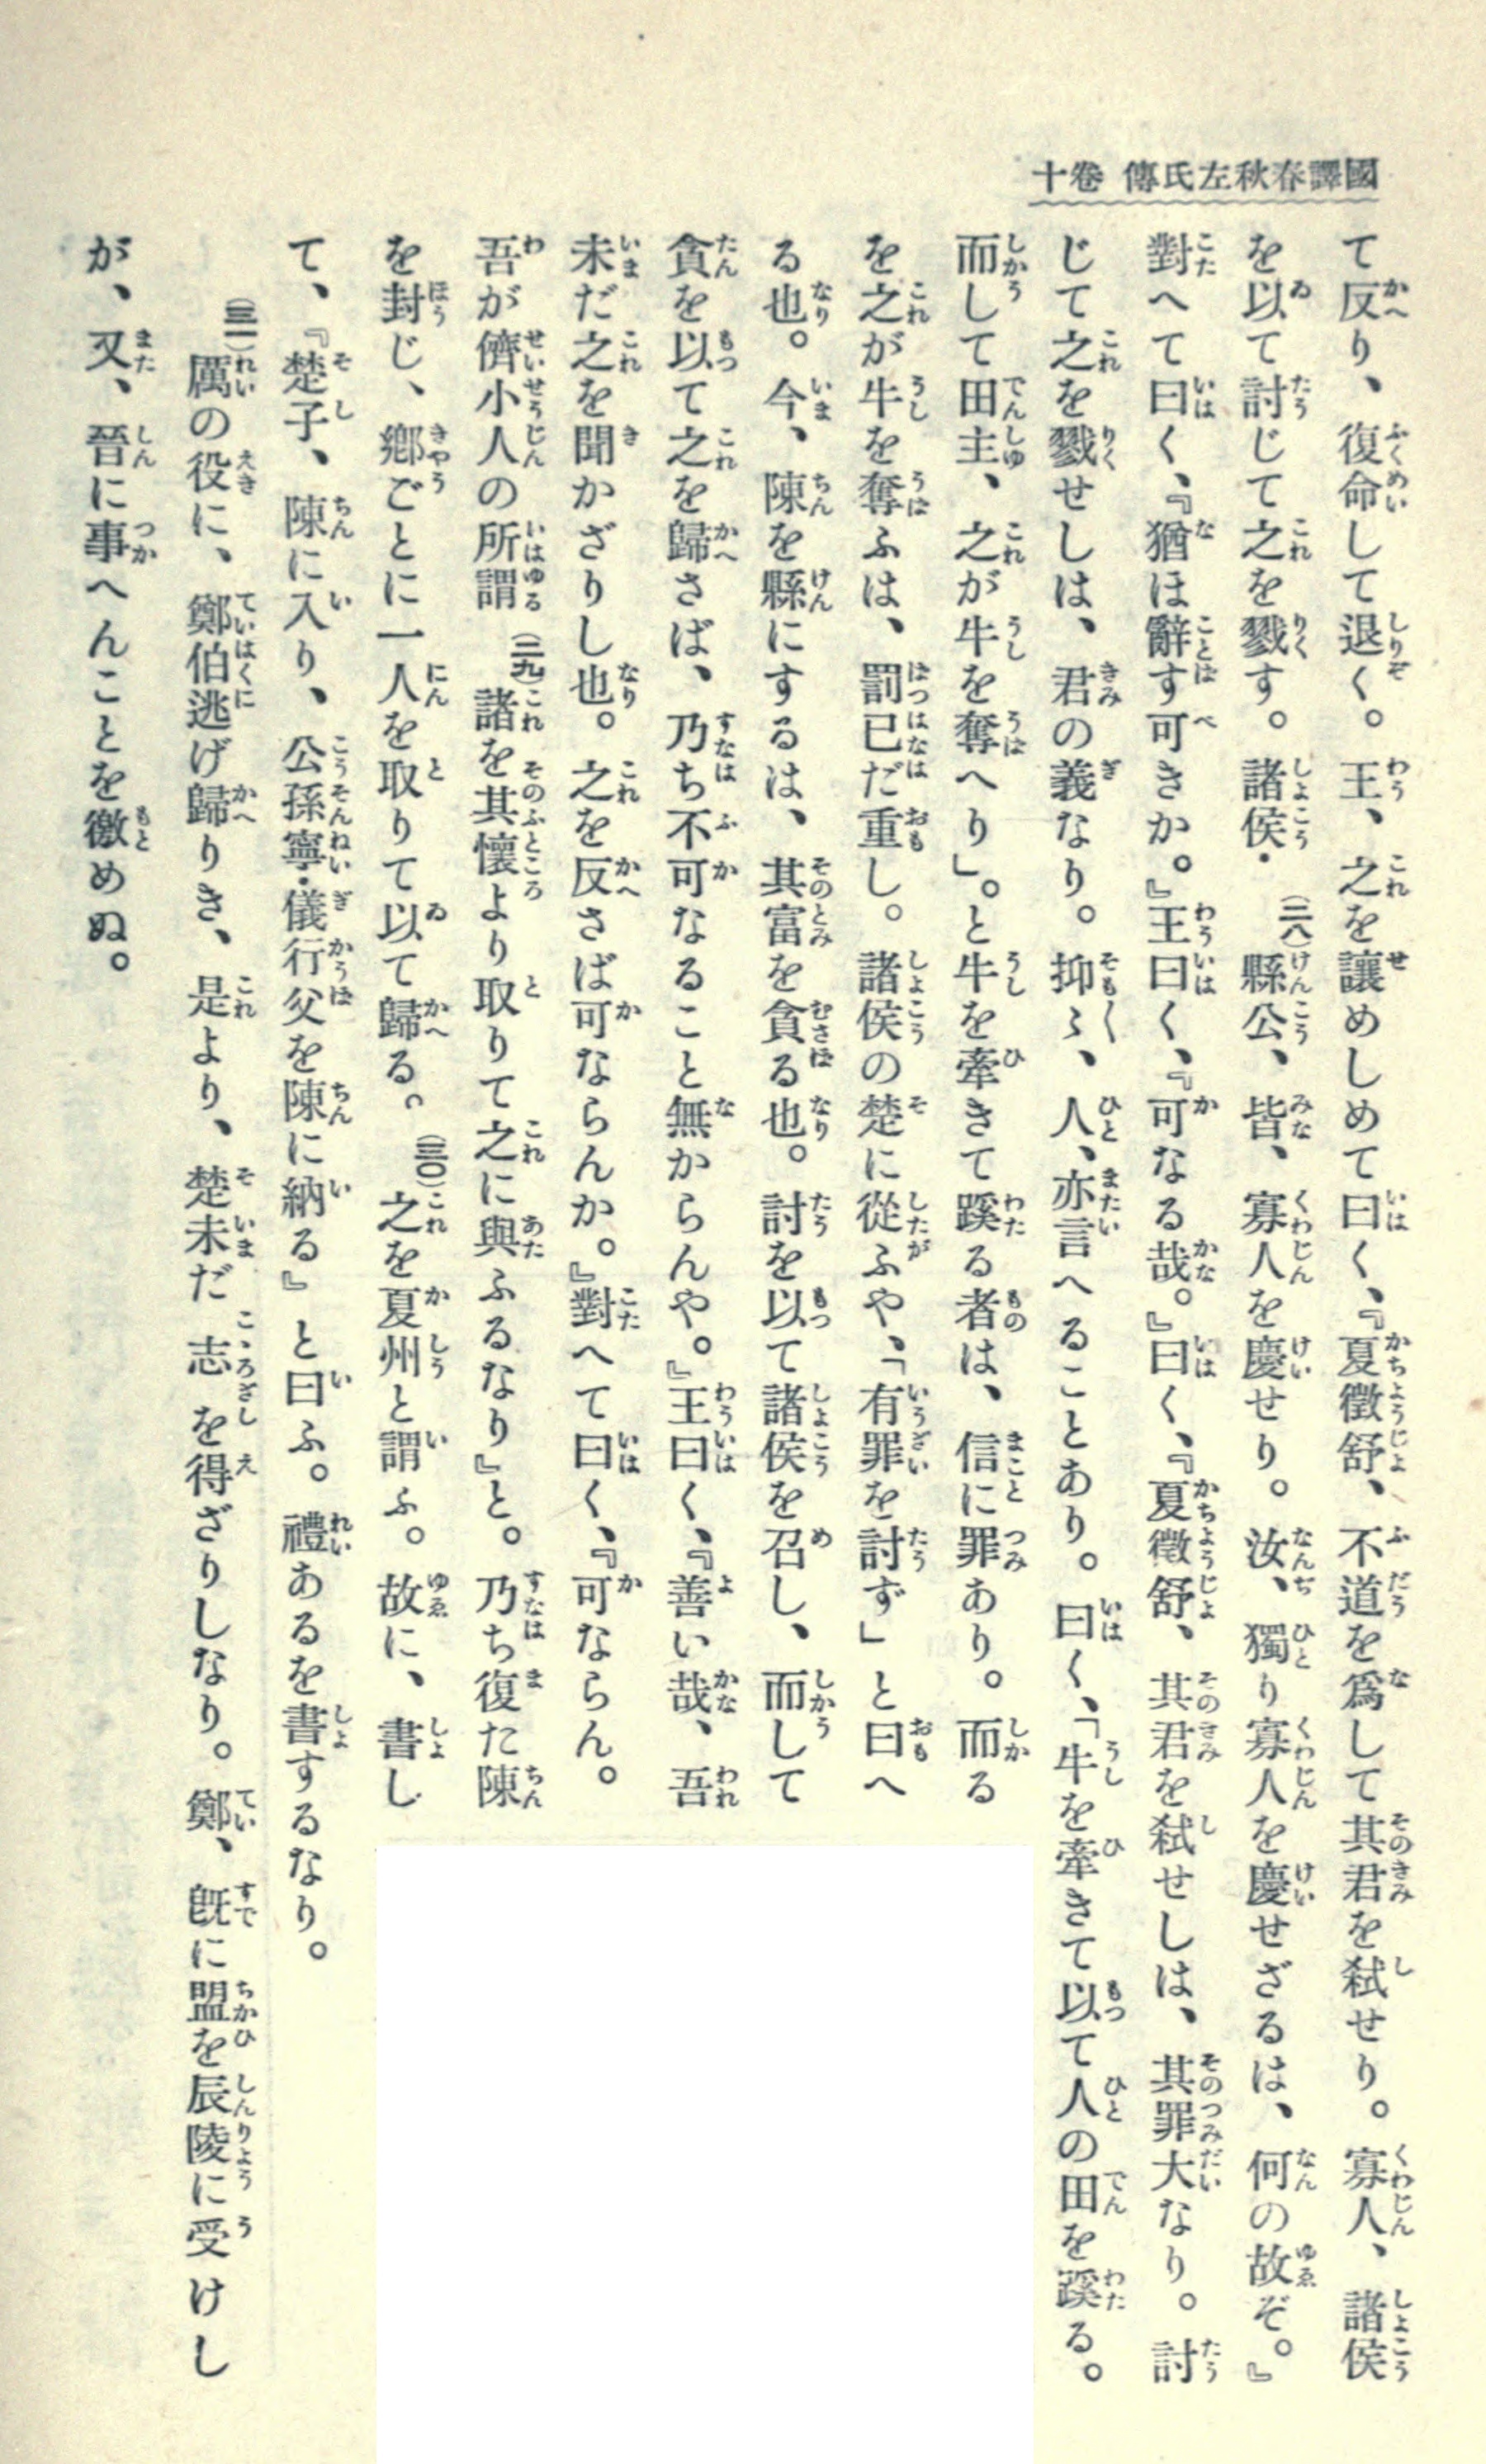 國譯春秋左氏傳 卷十
て反り、復命して退く。王、之を讓めしめて曰く、『夏徵舒、不道を爲して其君を弑せり。寡人、諸侯
を以て討じて之を戮す。諸侯・(二八)縣公、皆、寡人を慶せり。汝、獨り寡人を慶せざるは、何の故ぞ。』
對へて曰く、『猶ほ辭す可きか。』王曰く、『可なる哉。』曰く、『夏徵舒、其君を弑せしは、其罪大なり。討
じて之を戮せしは、君の義なり。抑〻、人、亦言へることあり。曰く、「牛を牽きて以て人の田を蹊る。
而して田主、之が牛を奪へり」。と牛を牽きて蹊る者は、信に罪あり。而る
を之が牛を奪ふは、罰已だ重し。諸侯の楚に從ふや、「有罪を討ず」と曰へ
る也。今、陳を縣にするは、其富を貪る也。討を以て諸侯を召し、而して
貪を以て之を歸さば、乃ち不可なること無からんや。』王曰く、『善い哉、吾
未だ之を聞かざりし也。之を反さば可ならんか。』對へて曰く、『可ならん。
吾が儕小人の所謂(二九)諸を其懷より取りて之に與ふるなり』と。乃ち復た陳
を封じ、鄕ごとに一人を取りて以て歸る。(三〇)之を夏州と謂ふ。故に、書し
て、『楚子、陳に入り、公孫寧・儀行父を陳に納る』と曰ふ。禮あるを書するなり。
(三一)厲の役に、鄭伯逃げ歸りき、是より、楚未だ志を得ざりしなり。鄭、既に盟を辰陵に受けし
が、又、晉に事へんことを徼めぬ。